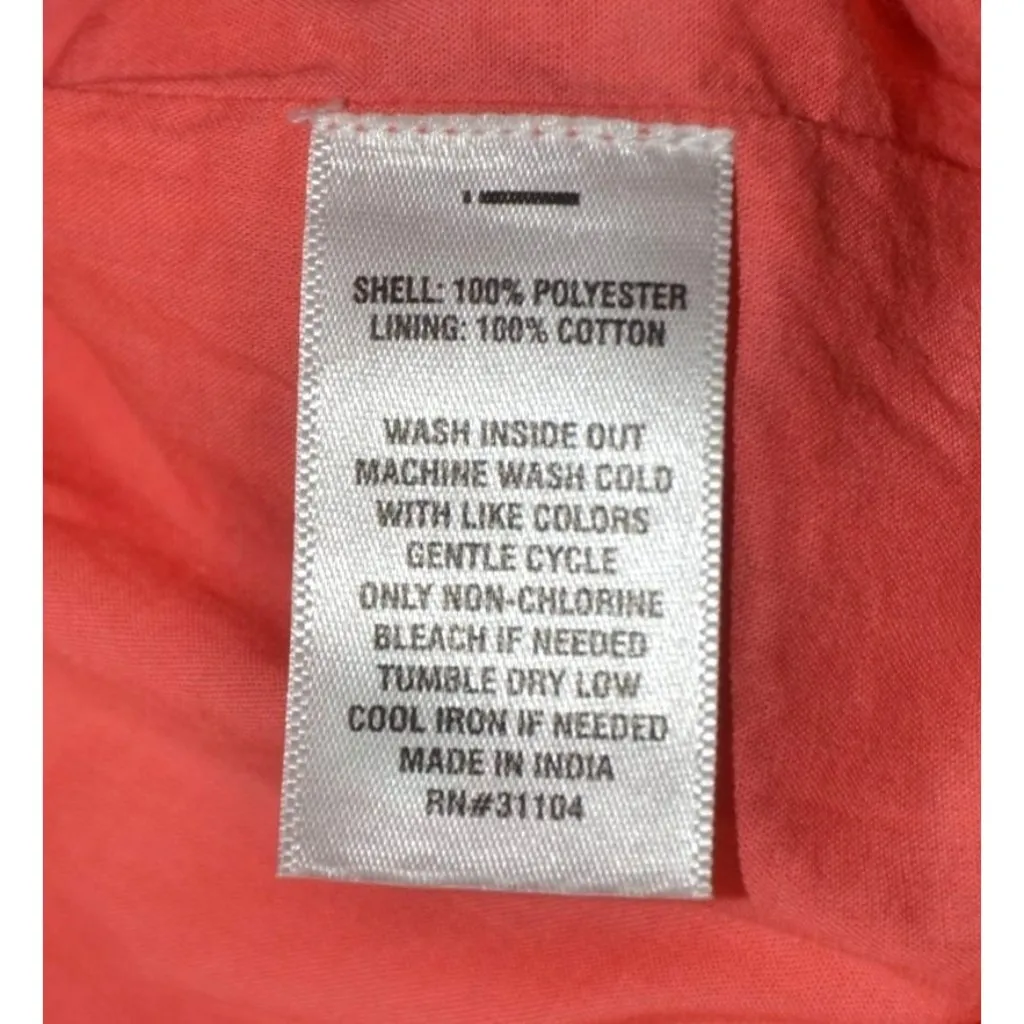 SHELL: 100% POLYESTER
LINING: 100% COTTON
WASH INSIDE OUT
MACHINE WASH COLD
WITH LIKE COLORS
GENTLE CYCLE
ONLY NON-CHLORINE
BLEACH IF NEEDED
TUMBLE DRY LOW
COOL IRON IF NEEDED
MADE IN INDIA
RN#31104